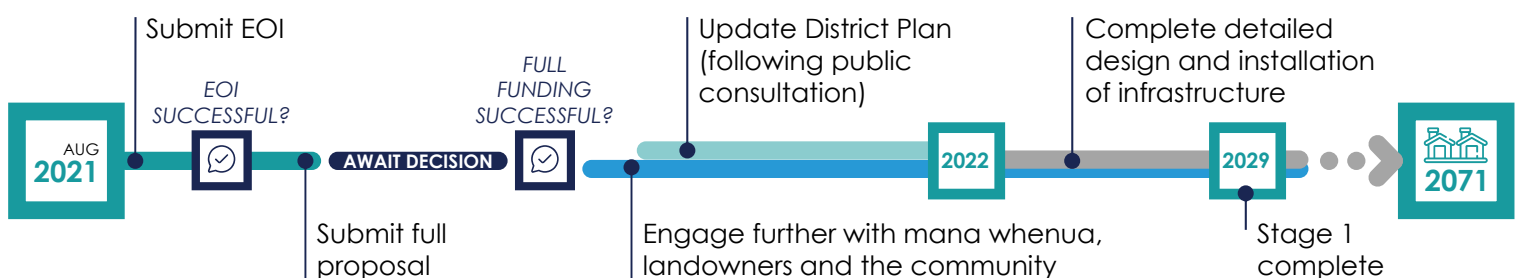 AUG
2021
Submit EOI
EOI
SUCCESSFUL?
Submit full
proposal
AWAIT DECISION
FULL
FUNDING
SUCCESSFUL?
Update District Plan
(following public
consultation)
Engage further with mana whenua,
landowners and the community
2022
Complete detailed
design and installation
of infrastructure
2029
Stage 1
complete
2071